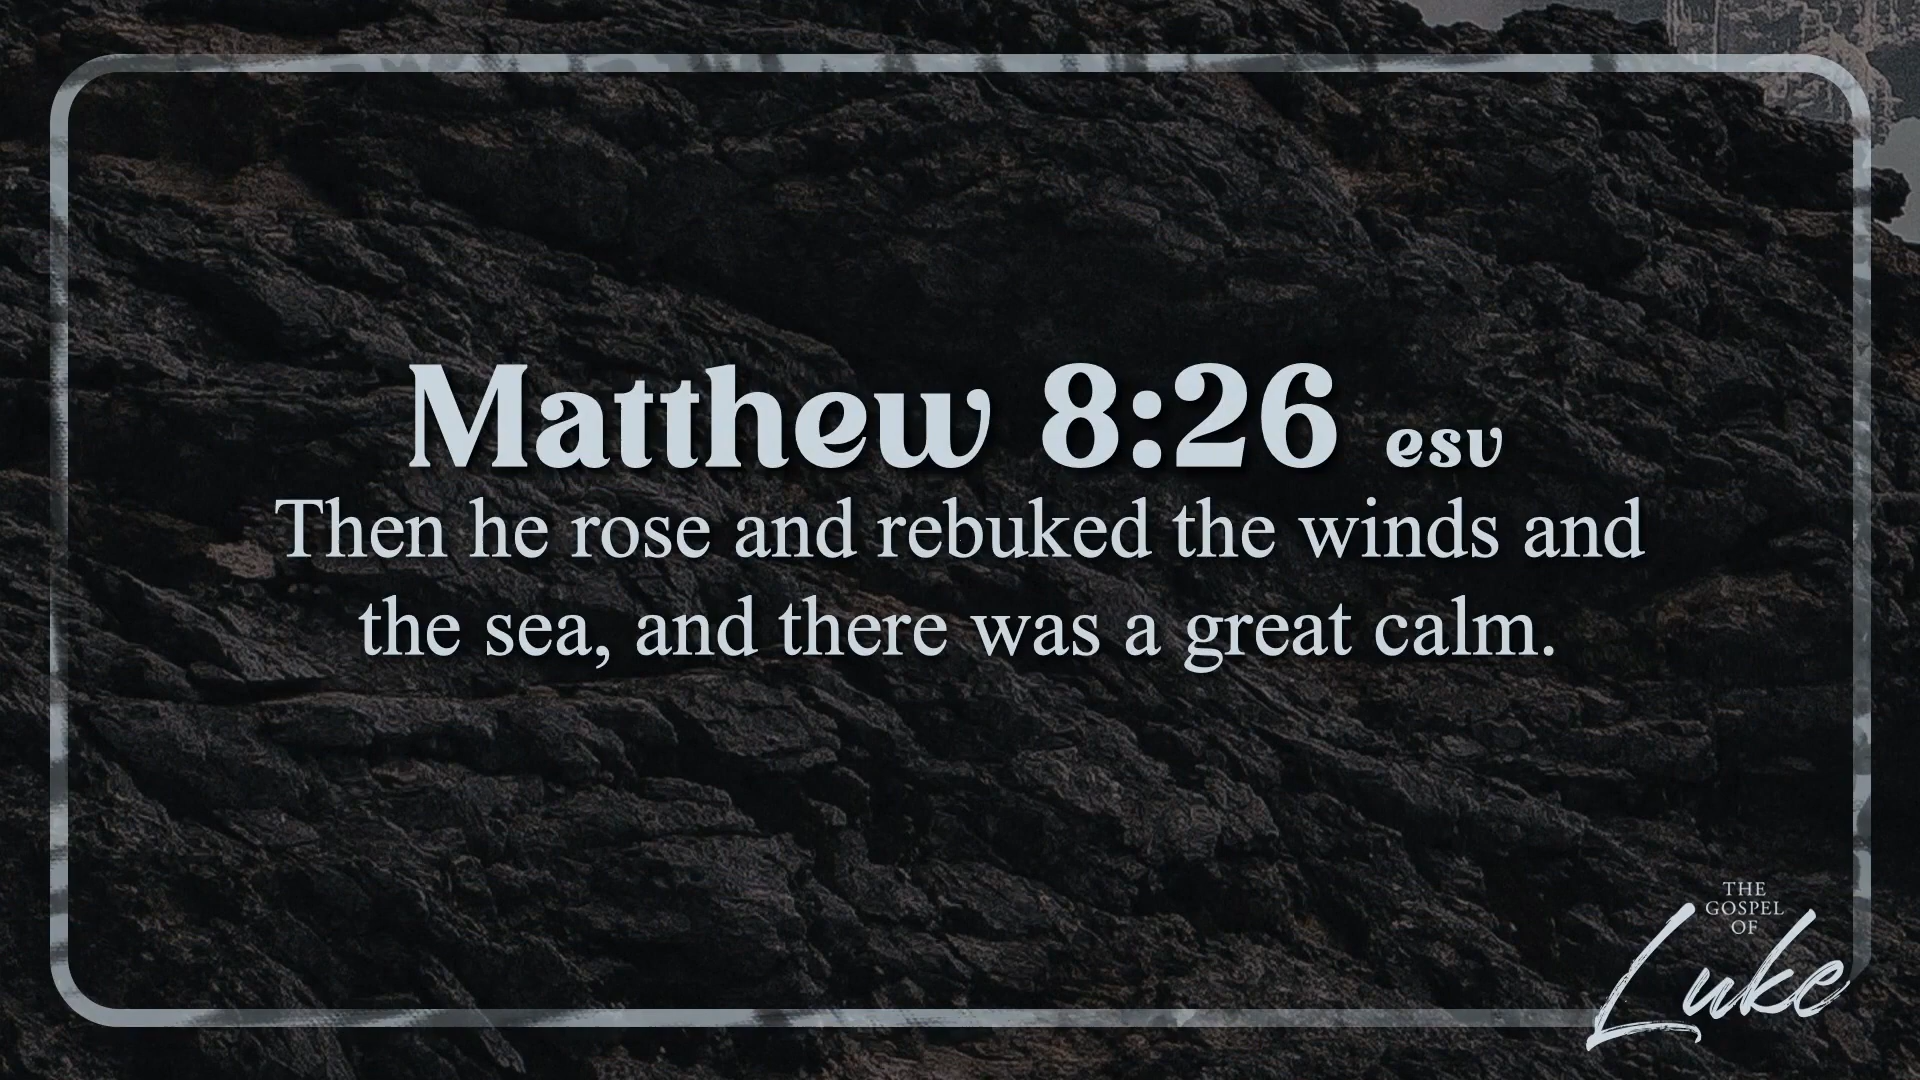 Matthew 8:26 esv
Then he rose and rebuked the winds and
the sea, and there was a great calm.
THE
GOSPEL
OF
Luke